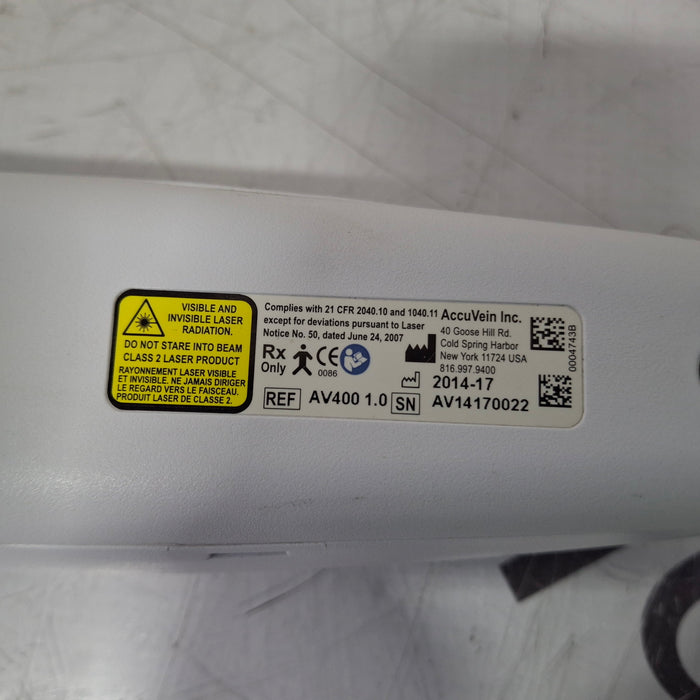 VISIBLE AND
INVISIBLE LASER
RADIATION.
DO NOT STARE INTO BEAM
CLASS 2 LASER PRODUCT
RAYONNEMENT LASER VISIBLE
ET INVISIBLE. NE JAMAIS DIRIGER
LE REGARD VERS LE FAISCEAU.
PRODUIT LASER DE CLASSE 2.
Complies with 21 CFR 2040.10 and 1040.11
except for deviations pursuant to Laser
Notice No. 50, dated June 24, 2007
Rx
Only
CE
0086
REF AV400 1.0
AccuVein Inc.
40 Goose Hill Rd.
Cold Spring Harbor
New York 11724 USA
816.997.9400
2014-17
SN AV14170022
0004743B